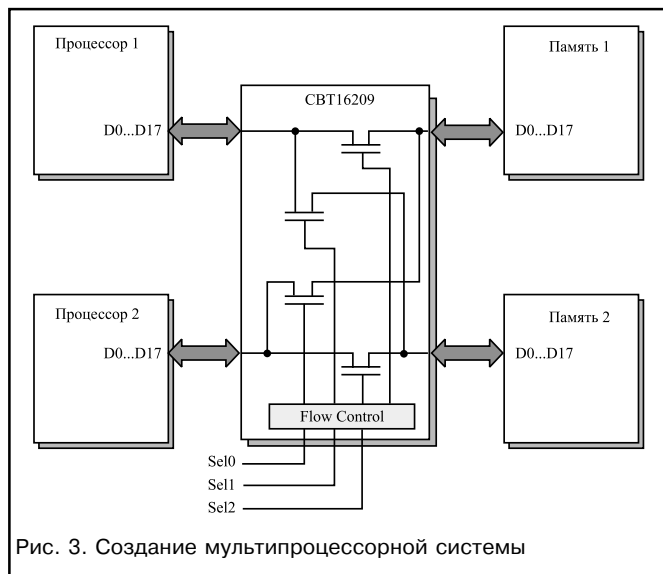 Процессор 1
Память 1
CBT16209
D0...D17
D0...D17
Процессор 2
Память 2
D0...D17
D0...D17
Flow Control
Sel0
Sel1
Sel2
Рис. 3. Создание мультипроцессорной системы